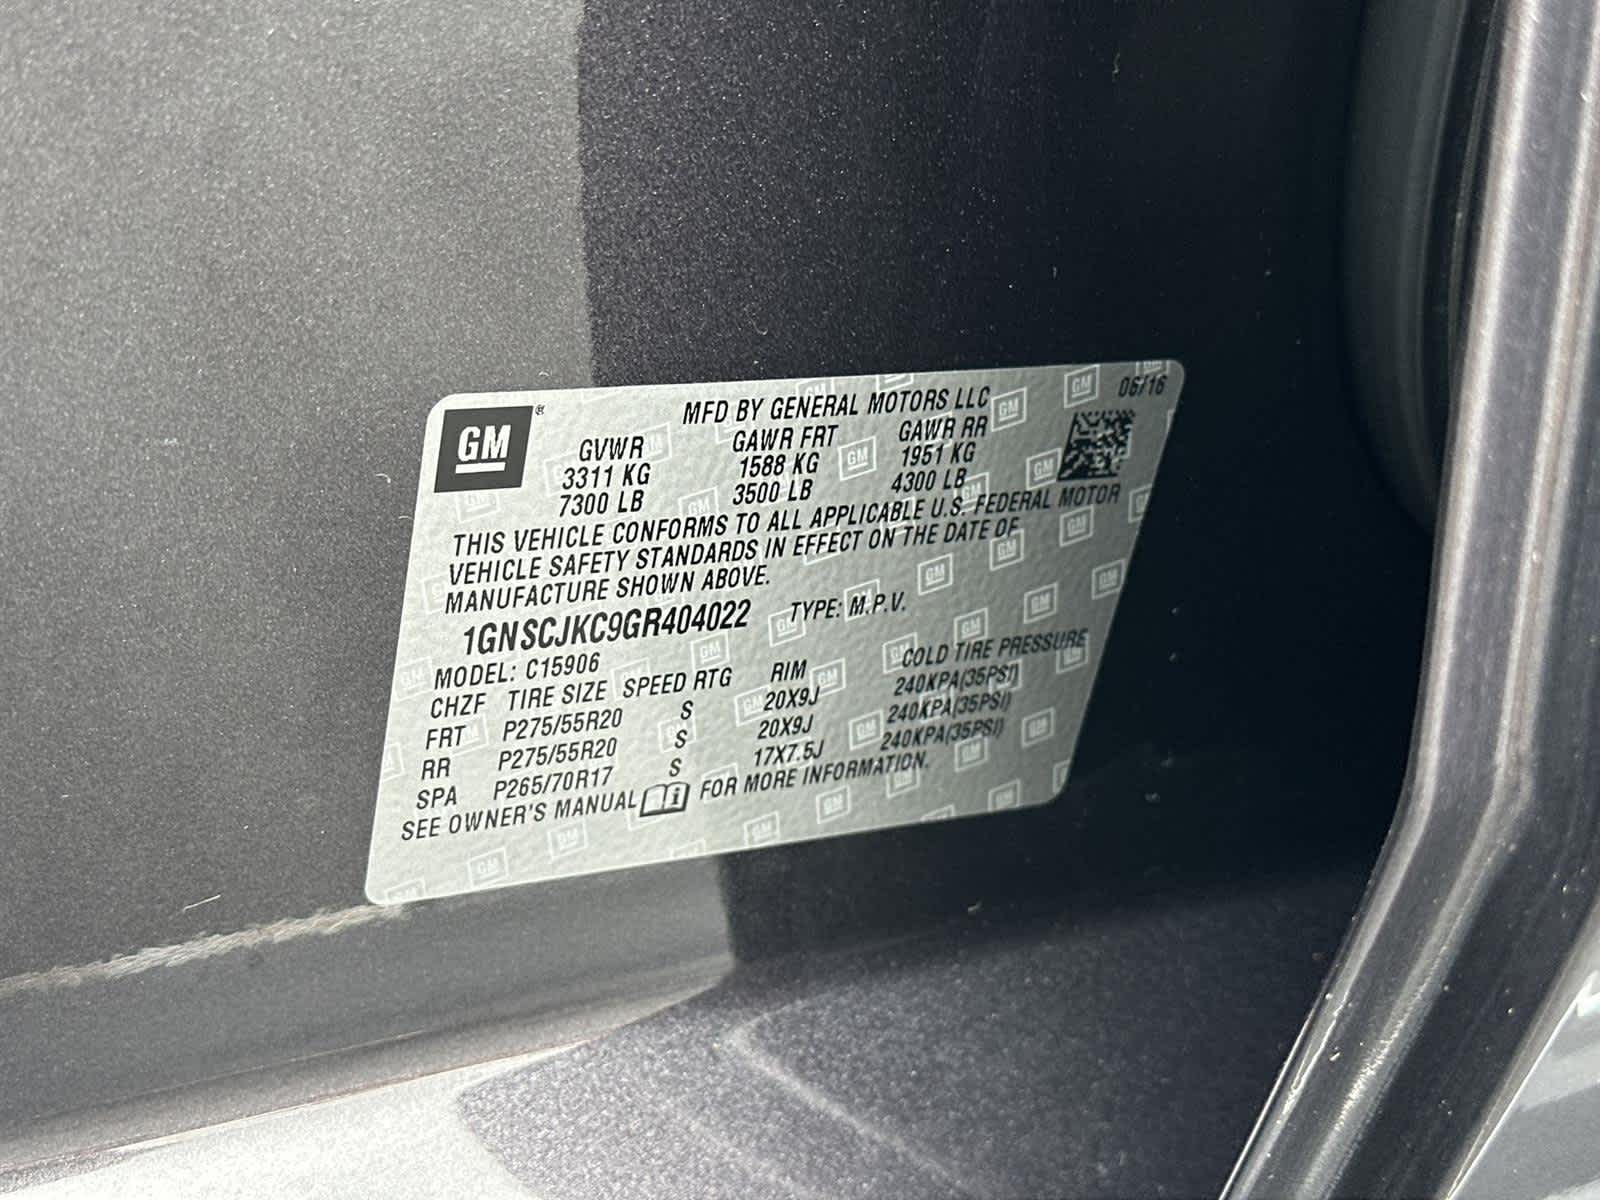 MFD BY GENERAL MOTORS LLC 06/16
GM ®
GVWR GAWR FRT GAWR RR
3311 KG 1588 KG 1951 KG
7300 LB 3500 LB 4300 LB
THIS VEHICLE CONFORMS TO ALL APPLICABLE U.S. FEDERAL MOTOR
VEHICLE SAFETY STANDARDS IN EFFECT ON THE DATE OF
MANUFACTURE SHOWN ABOVE.
1GNSCJKC9GR404022 TYPE: M.P.V.
MODEL: C15906
CHZF TIRE SIZE SPEED RTG RIM COLD TIRE PRESSURE
FRT P275/55R20 S 20X9J 240KPA(35PSI)
RR P275/55R20 S 20X9J 240KPA(35PSI)
SPA P265/70R17 S 17X7.5J 240KPA(35PSI)
SEE OWNER'S MANUAL FOR MORE INFORMATION.